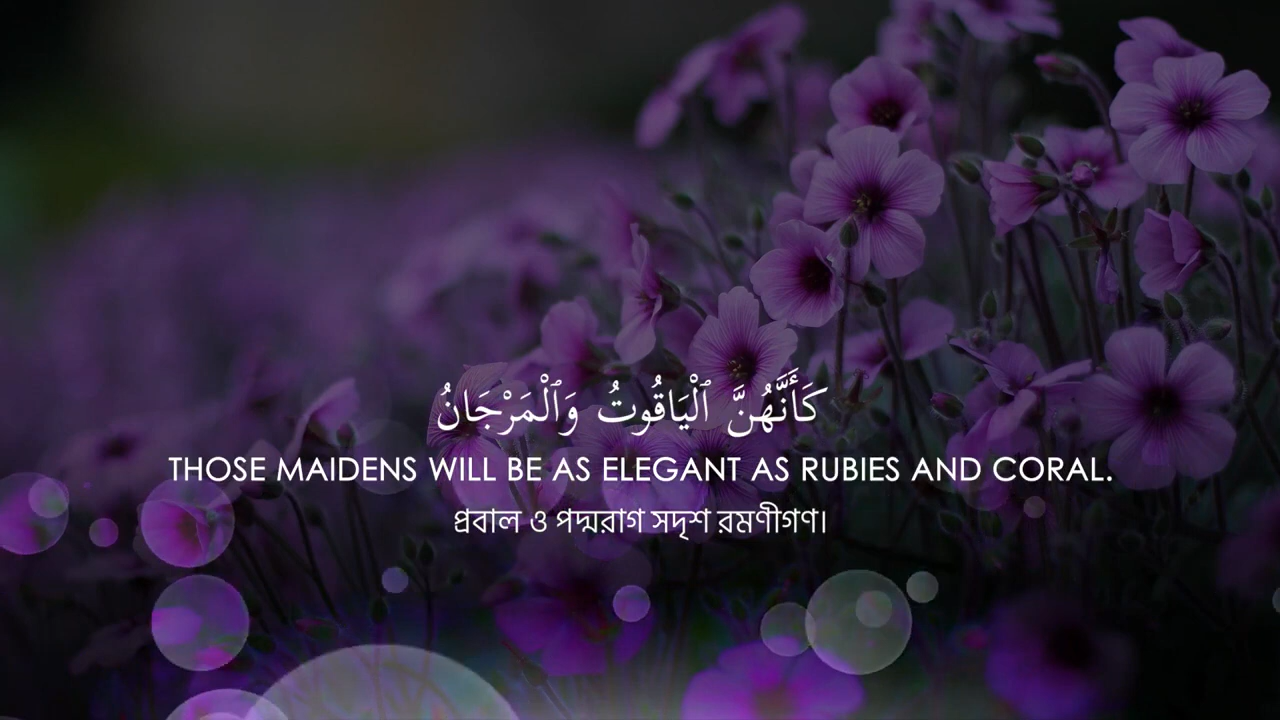 كَأَنَّهُنَّ ٱلْيَاقُوتُ وَٱلْمَرْجَانُ
THOSE MAIDENS WILL BE AS ELEGANT AS RUBIES AND CORAL.
প্রবাল ও পদ্মরাগ সদৃশ রমণীগণ।